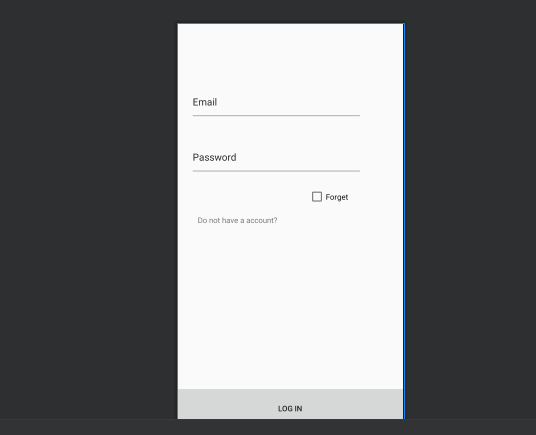 Email
Password
Forget
Do not have a account?
LOG IN